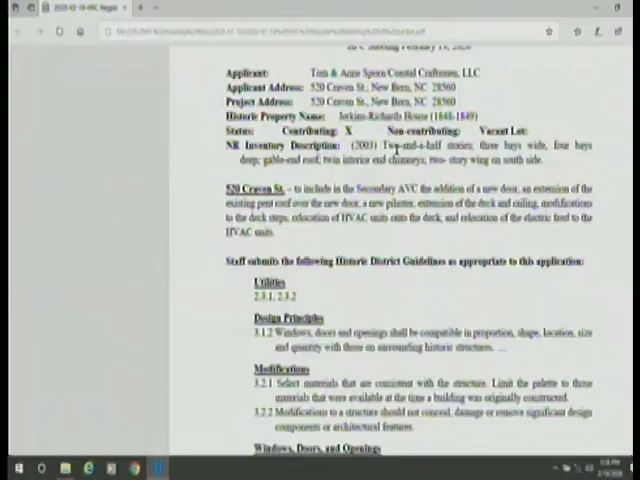 Applicant: Tom & Anne Sporn/Coastal Craftsmen, LLC
Applicant Address: 520 Craven St., New Bern, NC 28560
Project Address: 520 Craven St., New Bern, NC 28560
Historic Property Name: Jerkins-Richards House (1848-1849)
Status: Contributing: X Non-contributing: Vacant Lot:
NR Inventory Description: (2003) Two-and-a-half stories; three bays wide, four bays
deep; gable-end roof; twin interior end chimneys; two- story wing on south side.
520 Craven St. – to include in the Secondary AVC the addition of a new door, an extension of the
existing pent roof over the new door, a new pilaster, extension of the deck and railing, modifications
to the deck steps, relocation of HVAC units onto the deck, and relocation of the electric feed to the
HVAC units.
Staff submits the following Historic District Guidelines as appropriate to this application:
Utilities
2.3.1, 2.3.2
Design Principles
3.1.2 Windows, doors and openings shall be compatible in proportion, shape, location, size
and quantity with those on surrounding historic structures. ...
Modifications
3.2.1 Select materials that are consistent with the structure. Limit the palette to those
materials that were available at the time a building was originally constructed.
3.2.2 Modifications to a structure should not conceal, damage or remove significant design
components or architectural features.
Windows, Doors, and Openings